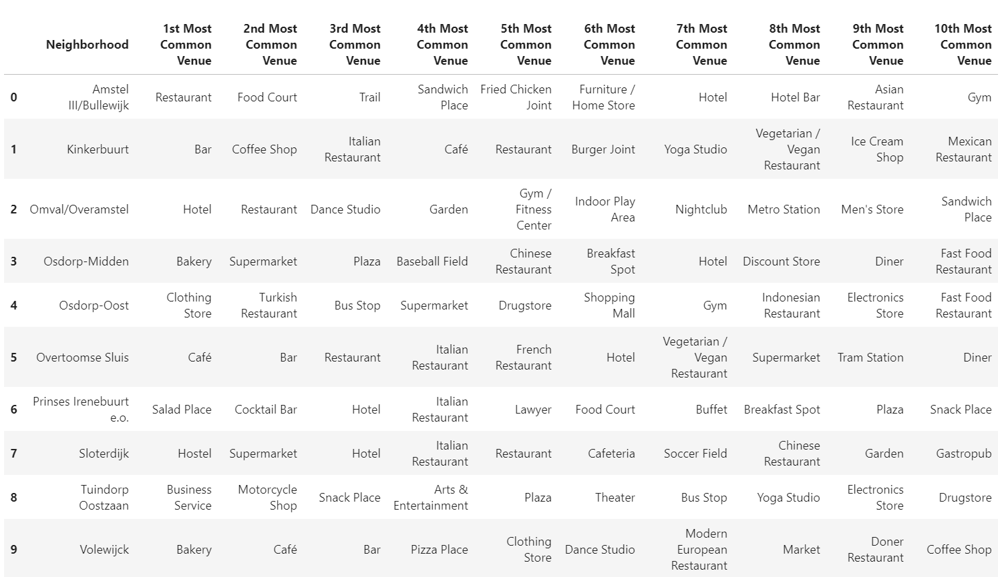 Neighborhood 1st Most Common Venue 2nd Most Common Venue 3rd Most Common Venue 4th Most Common Venue 5th Most Common Venue 6th Most Common Venue 7th Most Common Venue 8th Most Common Venue 9th Most Common Venue 10th Most Common Venue
0 Amstel III/Bullewijk Restaurant Food Court Trail Sandwich Place Fried Chicken Joint Furniture / Home Store Hotel Hotel Bar Asian Restaurant Gym
1 Kinkerbuurt Bar Coffee Shop Italian Restaurant Café Restaurant Burger Joint Yoga Studio Vegetarian / Vegan Restaurant Ice Cream Shop Mexican Restaurant
2 Omval/Overamstel Hotel Restaurant Dance Studio Garden Gym / Fitness Center Indoor Play Area Nightclub Metro Station Men's Store Sandwich Place
3 Osdorp-Midden Bakery Supermarket Plaza Baseball Field Chinese Restaurant Breakfast Spot Hotel Discount Store Diner Fast Food Restaurant
4 Osdorp-Oost Clothing Store Turkish Restaurant Bus Stop Supermarket Drugstore Shopping Mall Gym Indonesian Restaurant Electronics Store Fast Food Restaurant
5 Overtoomse Sluis Café Bar Restaurant Italian Restaurant French Restaurant Hotel Vegetarian / Vegan Restaurant Supermarket Tram Station Diner
6 Prinses Irenebuurt e.o. Salad Place Cocktail Bar Hotel Italian Restaurant Lawyer Food Court Buffet Breakfast Spot Plaza Snack Place
7 Sloterdijk Hostel Supermarket Hotel Italian Restaurant Restaurant Cafeteria Soccer Field Chinese Restaurant Garden Gastropub
8 Tuindorp Oostzaan Business Service Motorcycle Shop Snack Place Arts & Entertainment Plaza Theater Bus Stop Yoga Studio Electronics Store Drugstore
9 Volewijck Bakery Café Bar Pizza Place Clothing Store Dance Studio Modern European Restaurant Market Doner Restaurant Coffee Shop